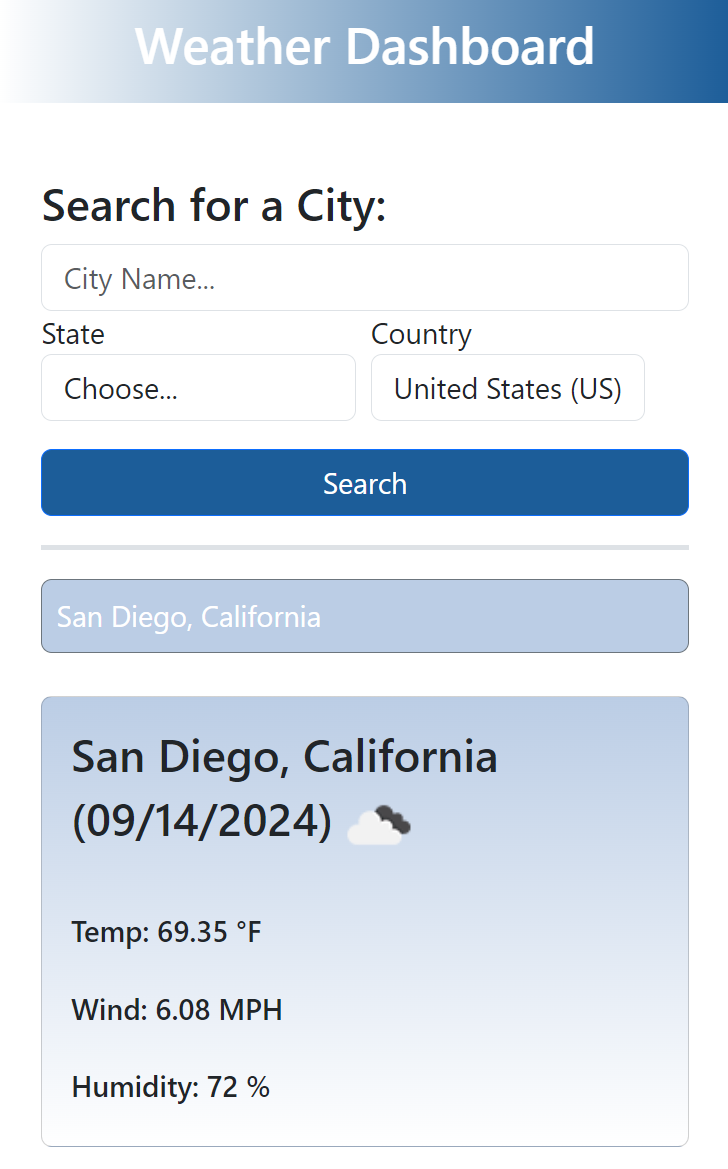 Weather Dashboard
Search for a City:
City Name...
State Country
Choose... United States (US)
Search
San Diego, California
San Diego, California
(09/14/2024)
Temp: 69.35 °F
Wind: 6.08 MPH
Humidity: 72 %